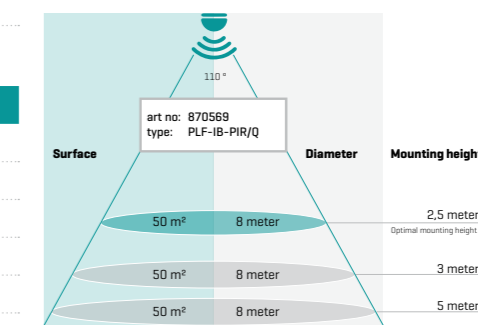 110 °
art no: 870569
type: PLF-IB-PIR/Q
Surface Diameter Mounting height
50 m² 8 meter 2,5 meter
Optimal mounting height
50 m² 8 meter 3 meter
50 m² 8 meter 5 meter